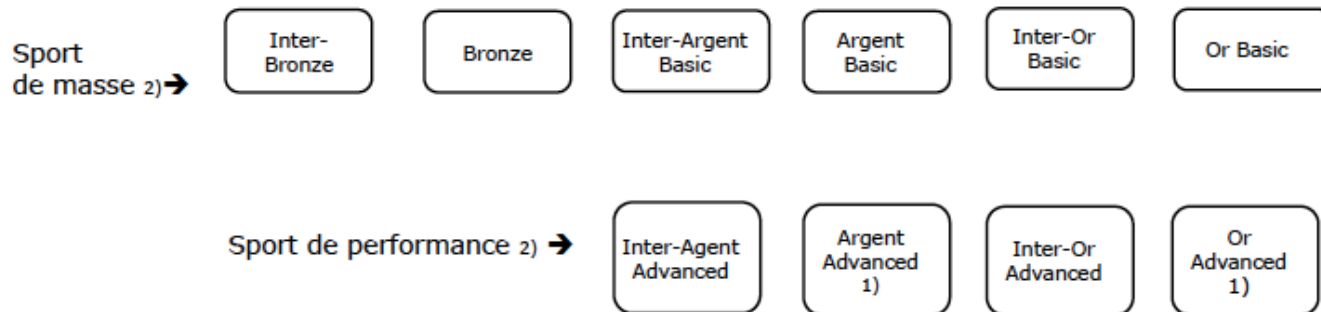 Sport
de masse 2)➔
Inter-
Bronze
Bronze
Inter-Argent
Basic
Argent
Basic
Inter-Or
Basic
Or Basic
Sport de performance 2) ➔
Inter-Agent
Advanced
Argent
Advanced
1)
Inter-Or
Advanced
Or
Advanced
1)